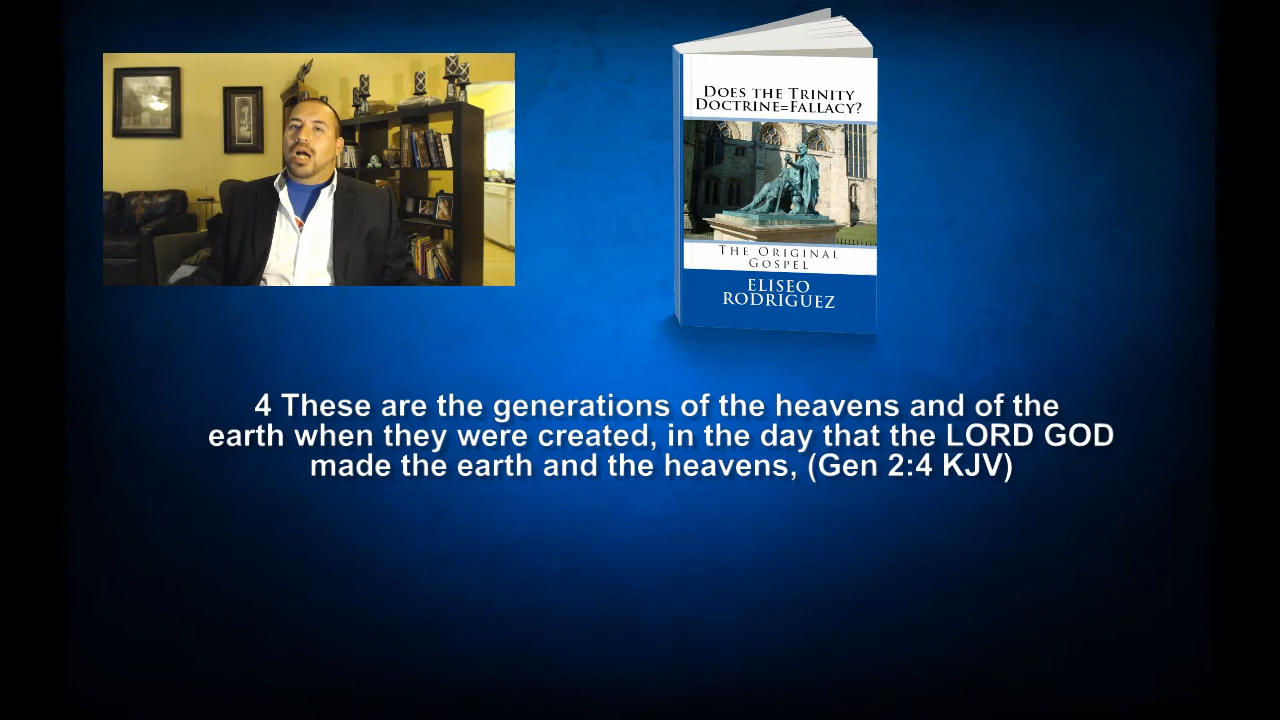 DOES THE TRINITY
DOCTRINE=FALLACY?
THE ORIGINAL
GOSPEL
ELISEO
RODRIGUEZ
4 These are the generations of the heavens and of the
earth when they were created, in the day that the LORD GOD
made the earth and the heavens, (Gen 2:4 KJV)